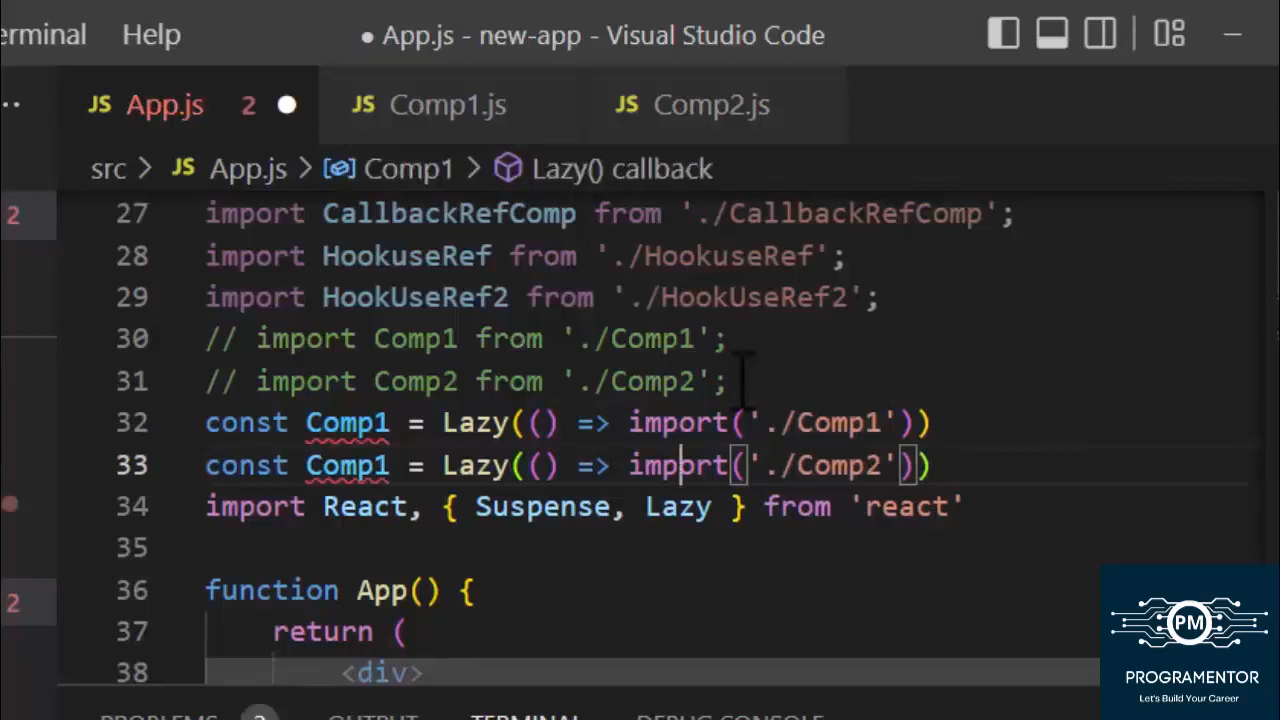 Help
● App.js - new-app - Visual Studio Code
JS App.js 2
JS Comp1.js
JS Comp2.js
src > JS App.js > Comp1 > Lazy() callback
2
27 import CallbackRefComp from './CallbackRefComp';
28 import HookuseRef from './HookuseRef';
29 import HookUseRef2 from './HookUseRef2';
30 // import Comp1 from './Comp1';
31 // import Comp2 from './Comp2';
32 const Comp1 = Lazy(() => import('./Comp1'))
33 const Comp1 = Lazy(() => import('./Comp2'))
34 import React, { Suspense, Lazy } from 'react'
35
36 function App() {
2
37 return (
38 <div>
PM
PROGRAMENTOR
Let's Build Your Career